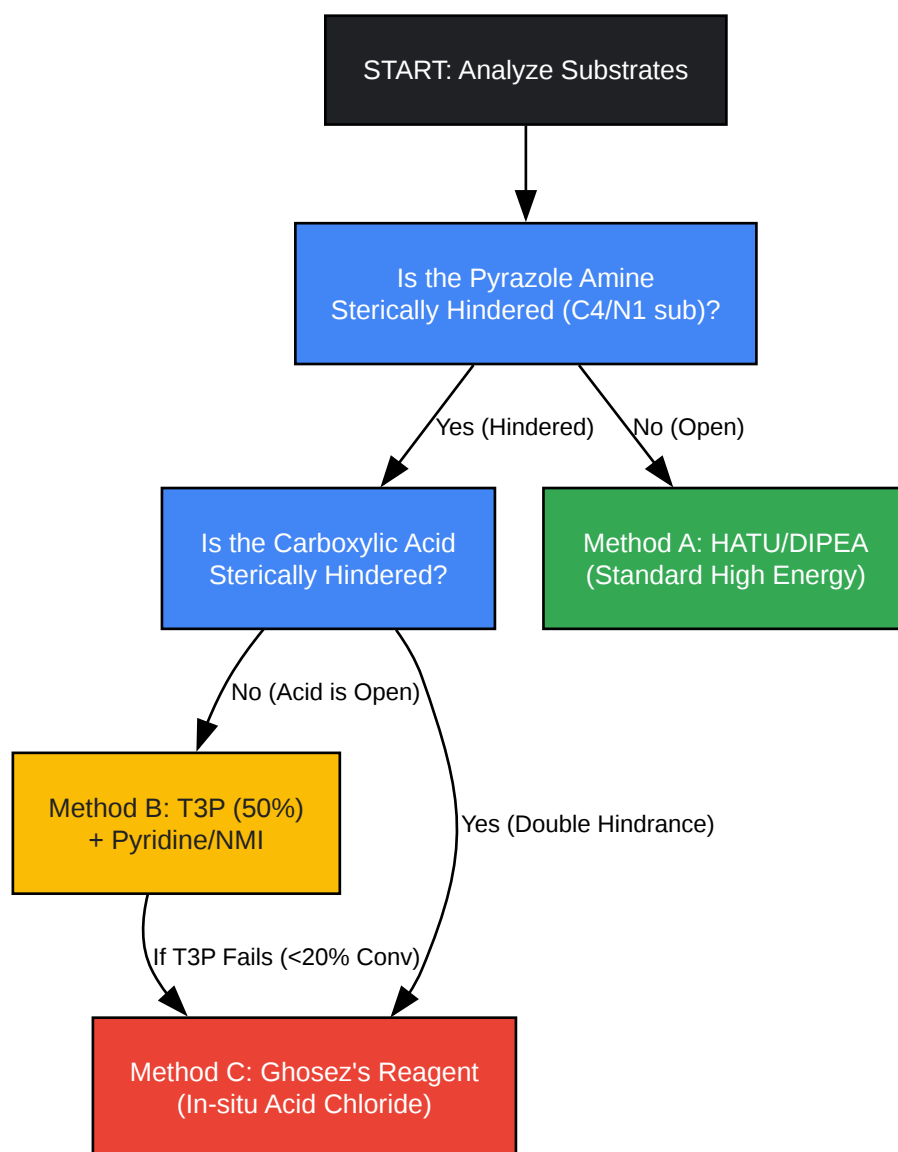 START: Analyze Substrates
Is the Pyrazole Amine
Sterically Hindered (C4/N1 sub)?
Yes (Hindered)
No (Open)
Is the Carboxylic Acid
Sterically Hindered?
Method A: HATU/DIPEA
(Standard High Energy)
No (Acid is Open)
Method B: T3P (50%)
+ Pyridine/NMI
Yes (Double Hindrance)
If T3P Fails (<20% Conv)
Method C: Ghosez's Reagent
(In-situ Acid Chloride)